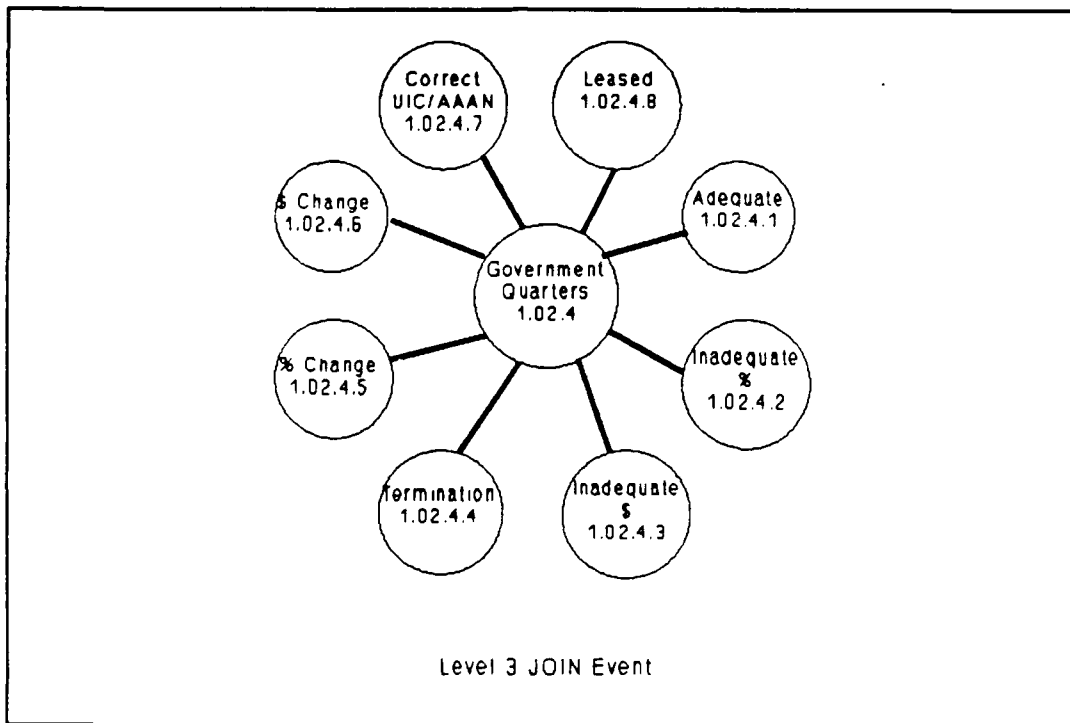 Correct
UIC/AAAN
1.02.4.7
Leased
1.02.4.8
$ Change
1.02.4.6
Adequate
1.02.4.1
Government
Quarters
1.02.4
% Change
1.02.4.5
Inadequate
%
1.02.4.2
Termination
1.02.4.4
Inadequate
$
1.02.4.3
Level 3 JOIN Event